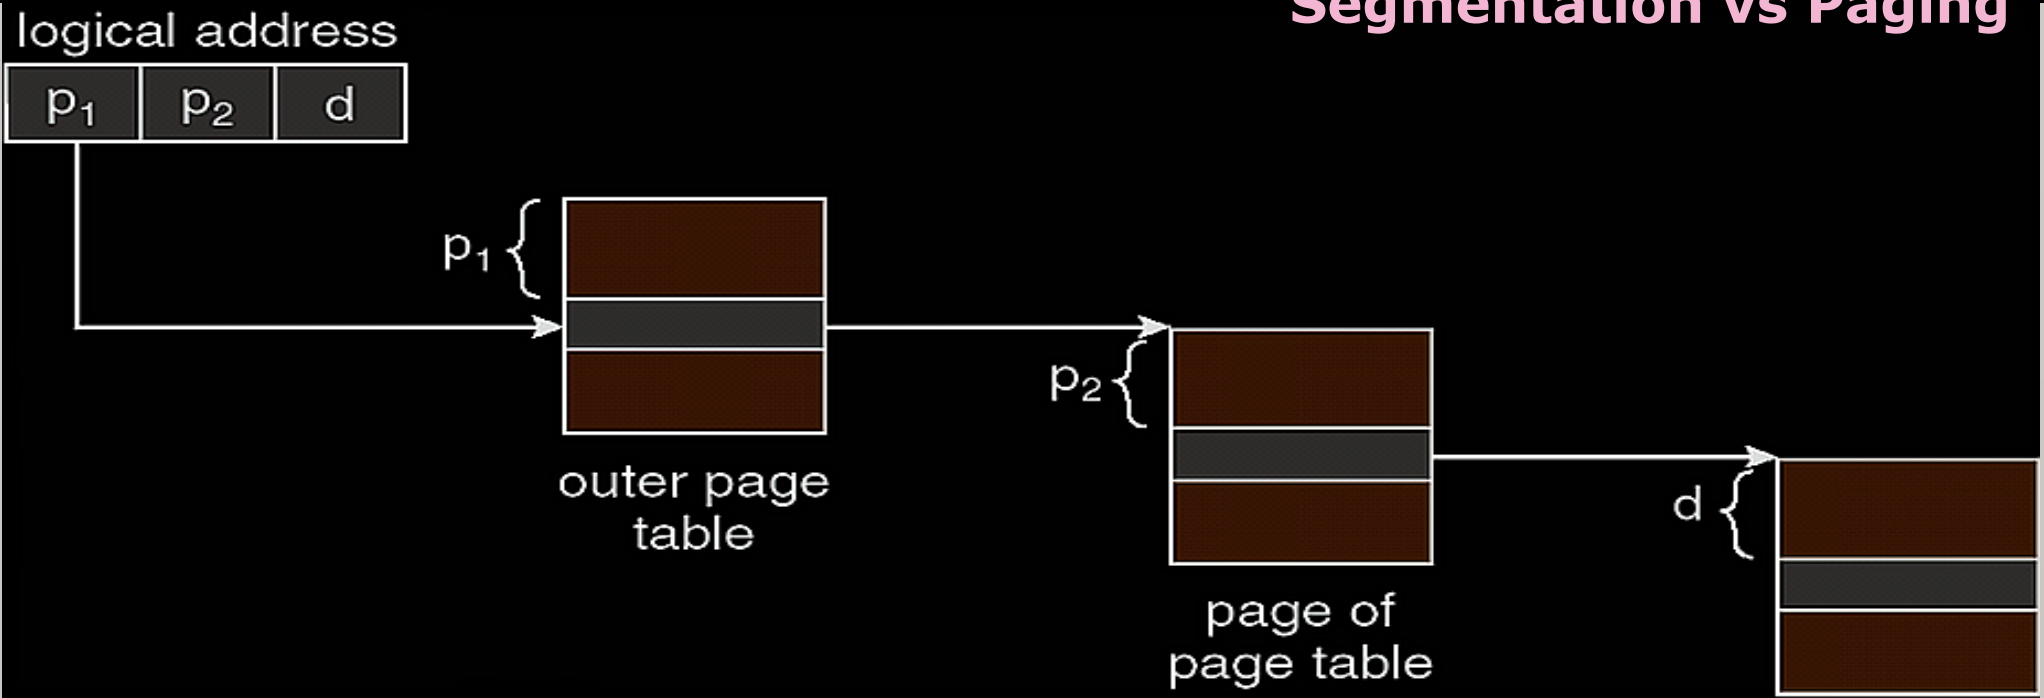 Segmentation vs Paging
logical address
p₁ p₂ d
p₁
outer page
table
p₂
page of
page table
d